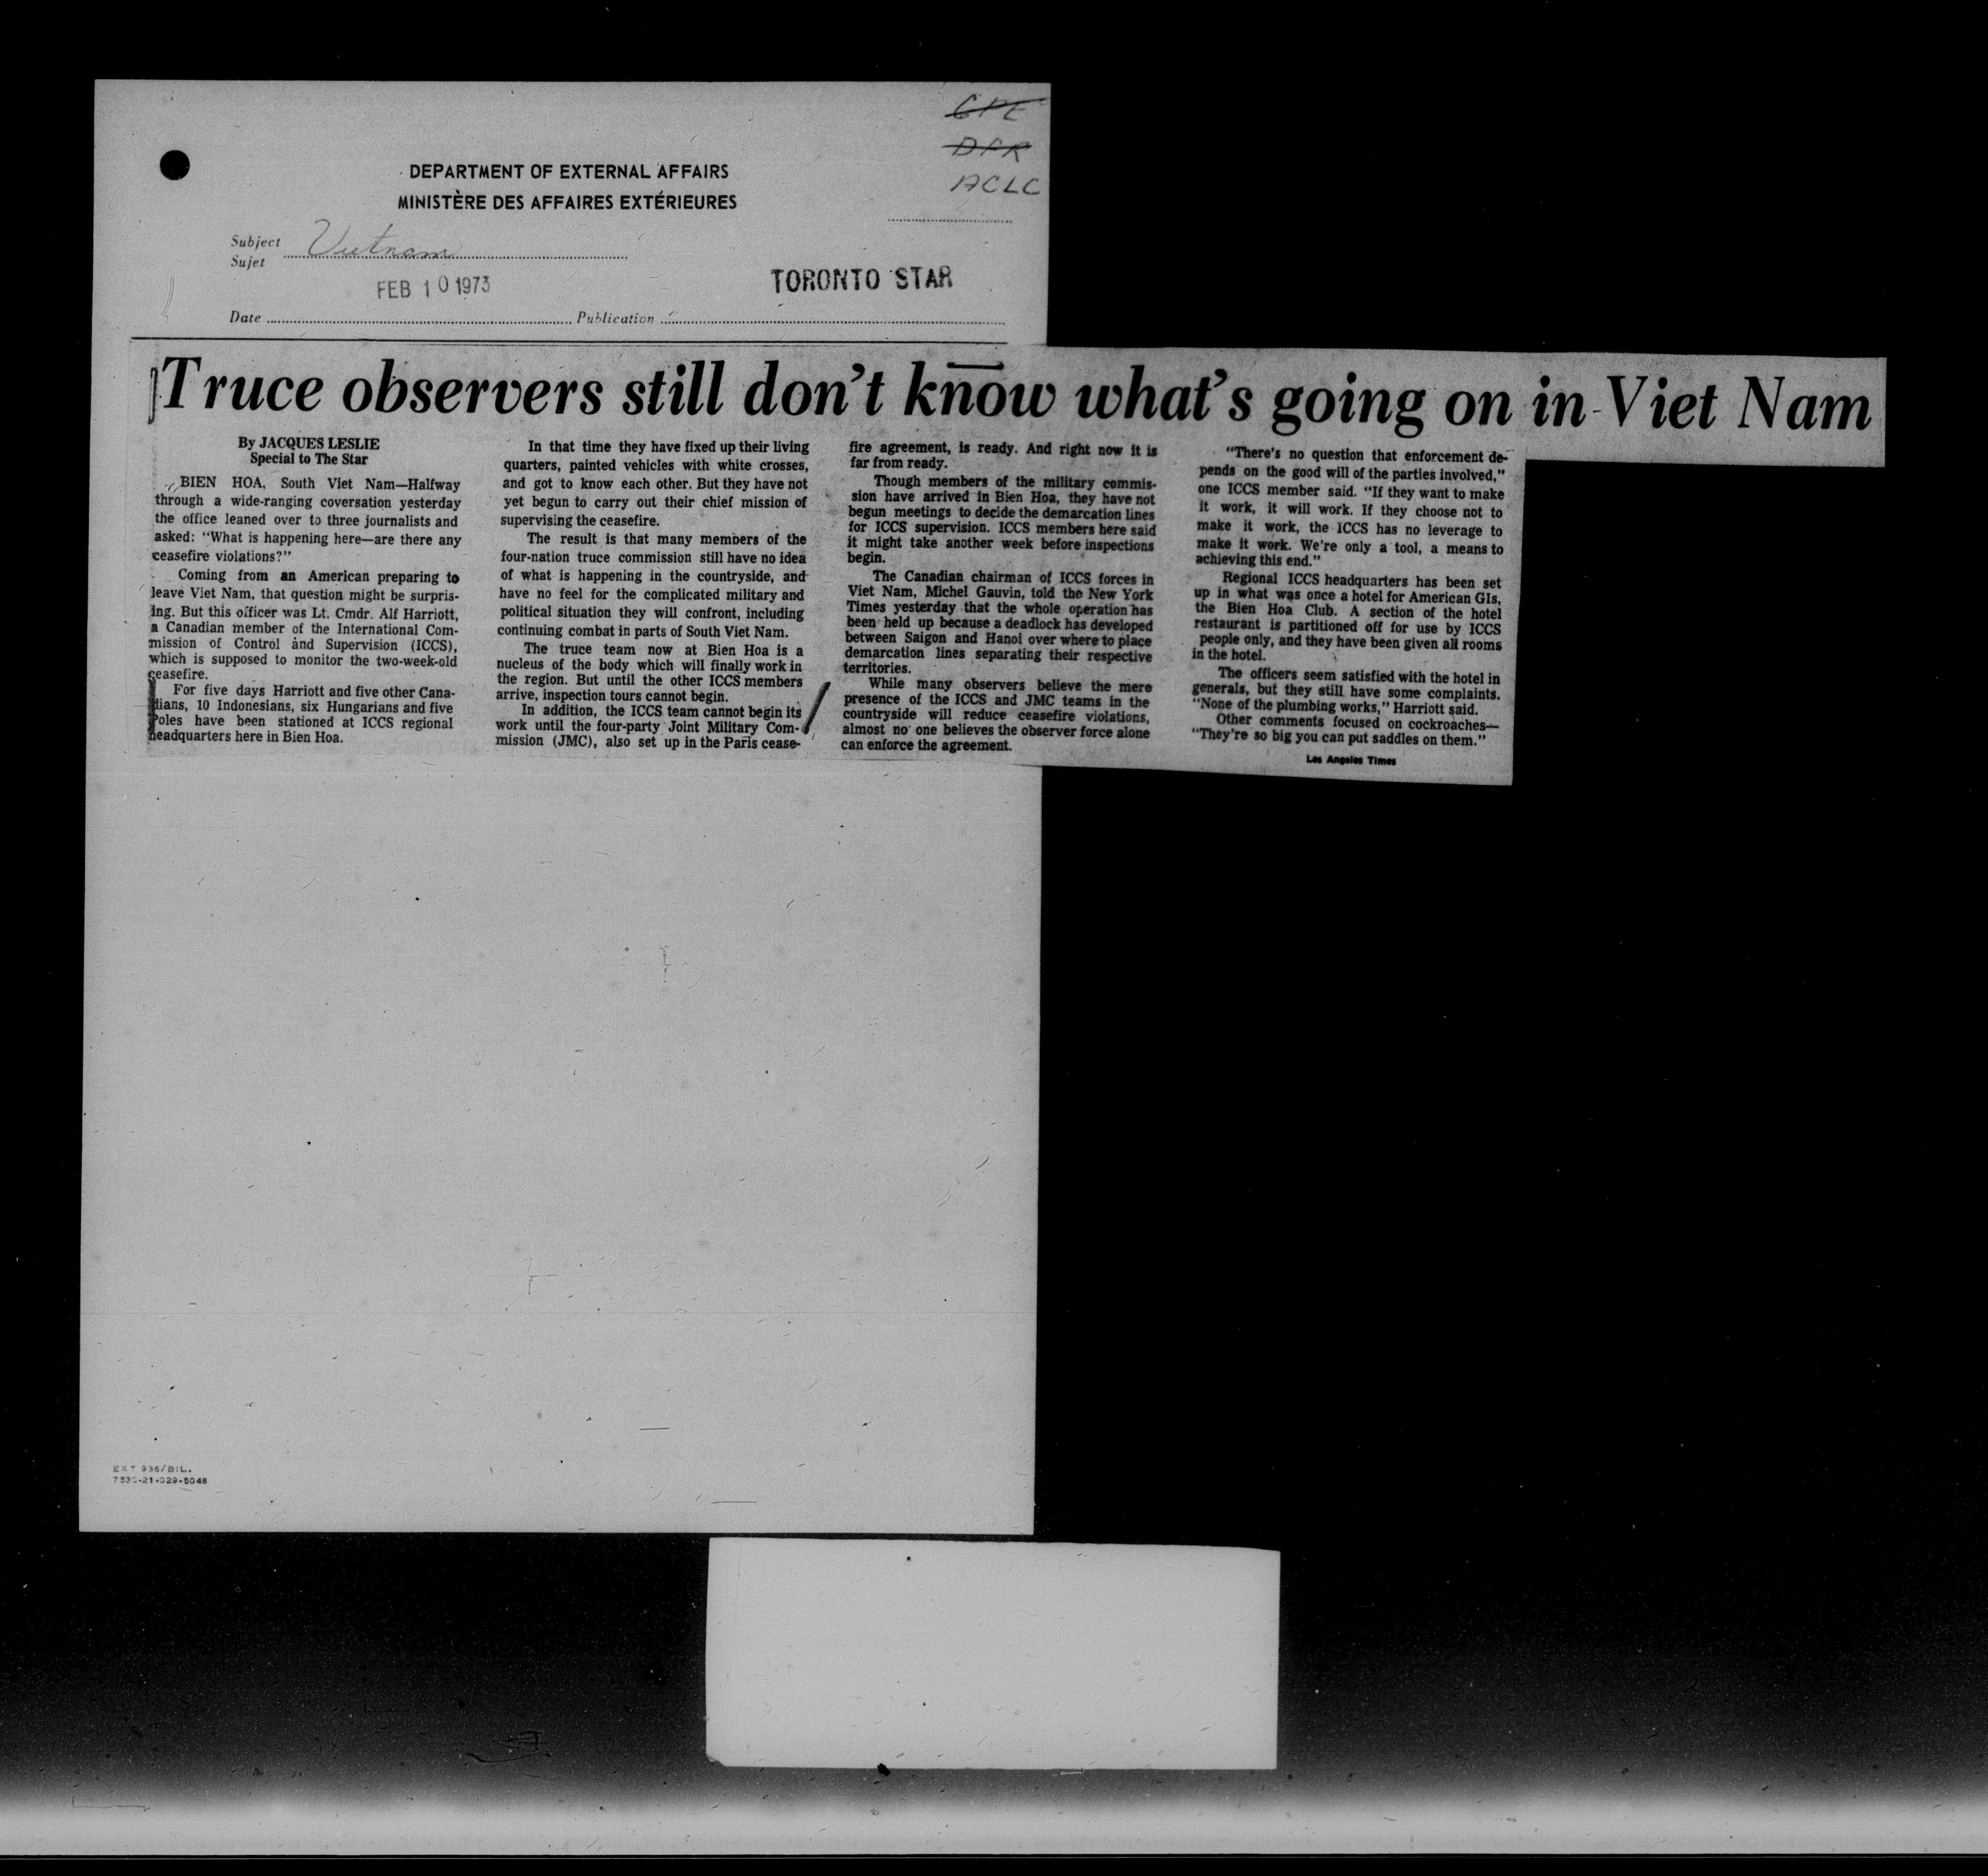 GPE
DFR
ACLC
DEPARTMENT OF EXTERNAL AFFAIRS
MINISTÈRE DES AFFAIRES EXTÉRIEURES
Subject Vietnam
Sujet
FEB 10 1973
TORONTO STAR
Date
Publication
Truce observers still don't know what's going on in Viet Nam
By JACQUES LESLIE
Special to The Star
BIEN HOA, South Viet Nam—Halfway
through a wide-ranging coversation yesterday
the office leaned over to three journalists and
asked: "What is happening here—are there any
ceasefire violations?"
Coming from an American preparing to
leave Viet Nam, that question might be surpris-
ing. But this officer was Lt. Cmdr. Alf Harriott,
a Canadian member of the International Com-
mission of Control and Supervision (ICCS),
which is supposed to monitor the two-week-old
ceasefire.
For five days Harriott and five other Cana-
dians, 10 Indonesians, six Hungarians and five
Poles have been stationed at ICCS regional
headquarters here in Bien Hoa.
In that time they have fixed up their living
quarters, painted vehicles with white crosses,
and got to know each other. But they have not
yet begun to carry out their chief mission of
supervising the ceasefire.
The result is that many members of the
four-nation truce commission still have no idea
of what is happening in the countryside, and
have no feel for the complicated military and
political situation they will confront, including
continuing combat in parts of South Viet Nam.
The truce team now at Bien Hoa is a
nucleus of the body which will finally work in
the region. But until the other ICCS members
arrive, inspection tours cannot begin.
In addition, the ICCS team cannot begin its
work until the four-party Joint Military Com-
mission (JMC), also set up in the Paris cease-
fire agreement, is ready. And right now it is
far from ready.
Though members of the military commis-
sion have arrived in Bien Hoa, they have not
begun meetings to decide the demarcation lines
for ICCS supervision. ICCS members here said
it might take another week before inspections
begin.
The Canadian chairman of ICCS forces in
Viet Nam, Michel Gauvin, told the New York
Times yesterday that the whole operation has
been held up because a deadlock has developed
between Saigon and Hanoi over where to place
demarcation lines separating their respective
territories.
While many observers believe the mere
presence of the ICCS and JMC teams in the
countryside will reduce ceasefire violations,
almost no one believes the observer force alone
can enforce the agreement.
"There's no question that enforcement de-
pends on the good will of the parties involved,"
one ICCS member said. "If they want to make
it work, it will work. If they choose not to
make it work, the ICCS has no leverage to
make it work. We're only a tool, a means to
achieving this end."
Regional ICCS headquarters has been set
up in what was once a hotel for American GIs,
the Bien Hoa Club. A section of the hotel
restaurant is partitioned off for use by ICCS
people only, and they have been given all rooms
in the hotel.
The officers seem satisfied with the hotel in
generals, but they still have some complaints.
"None of the plumbing works," Harriott said.
Other comments focused on cockroaches—
"They're so big you can put saddles on them."
Los Angeles Times
EXT 936/BIL.
7530-21-029-5048